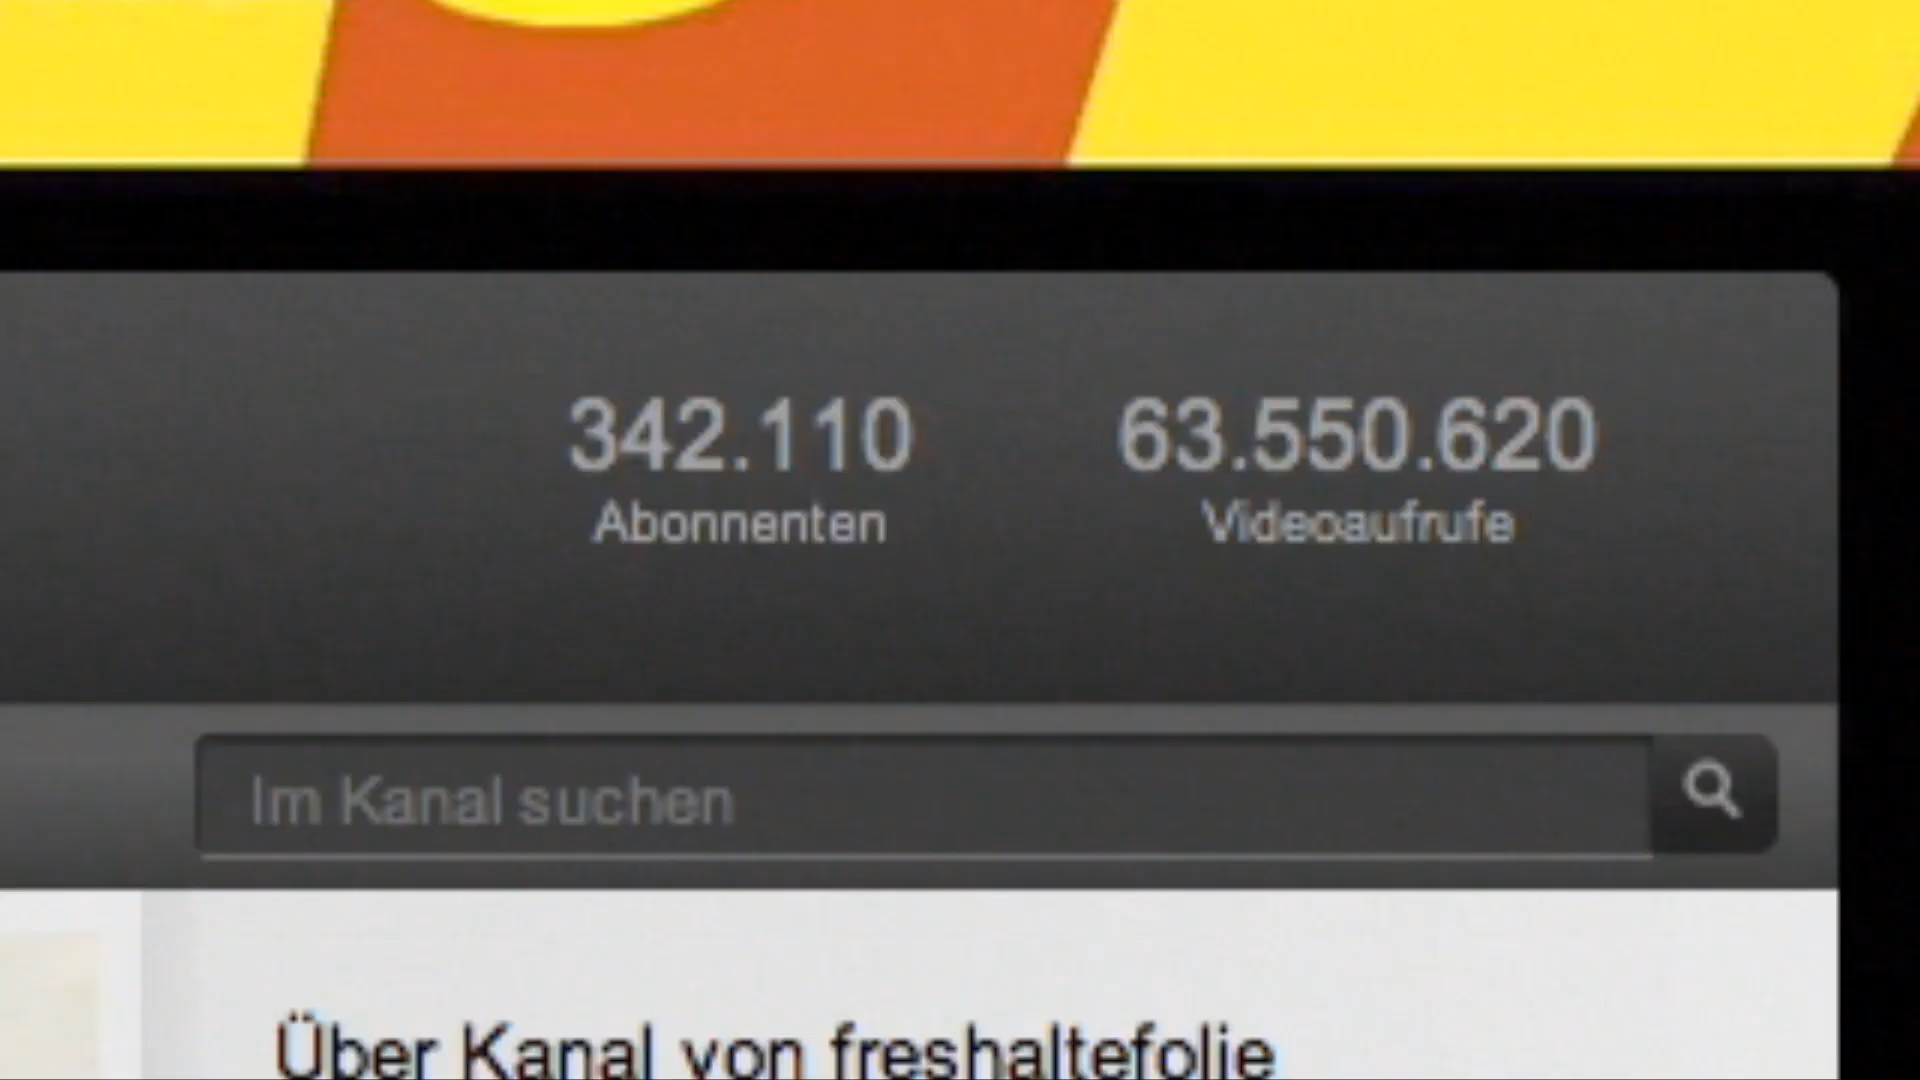 342.110 63.550.620
Abonnenten Videoaufrufe
Im Kanal suchen
Über Kanal von freshaltefolie